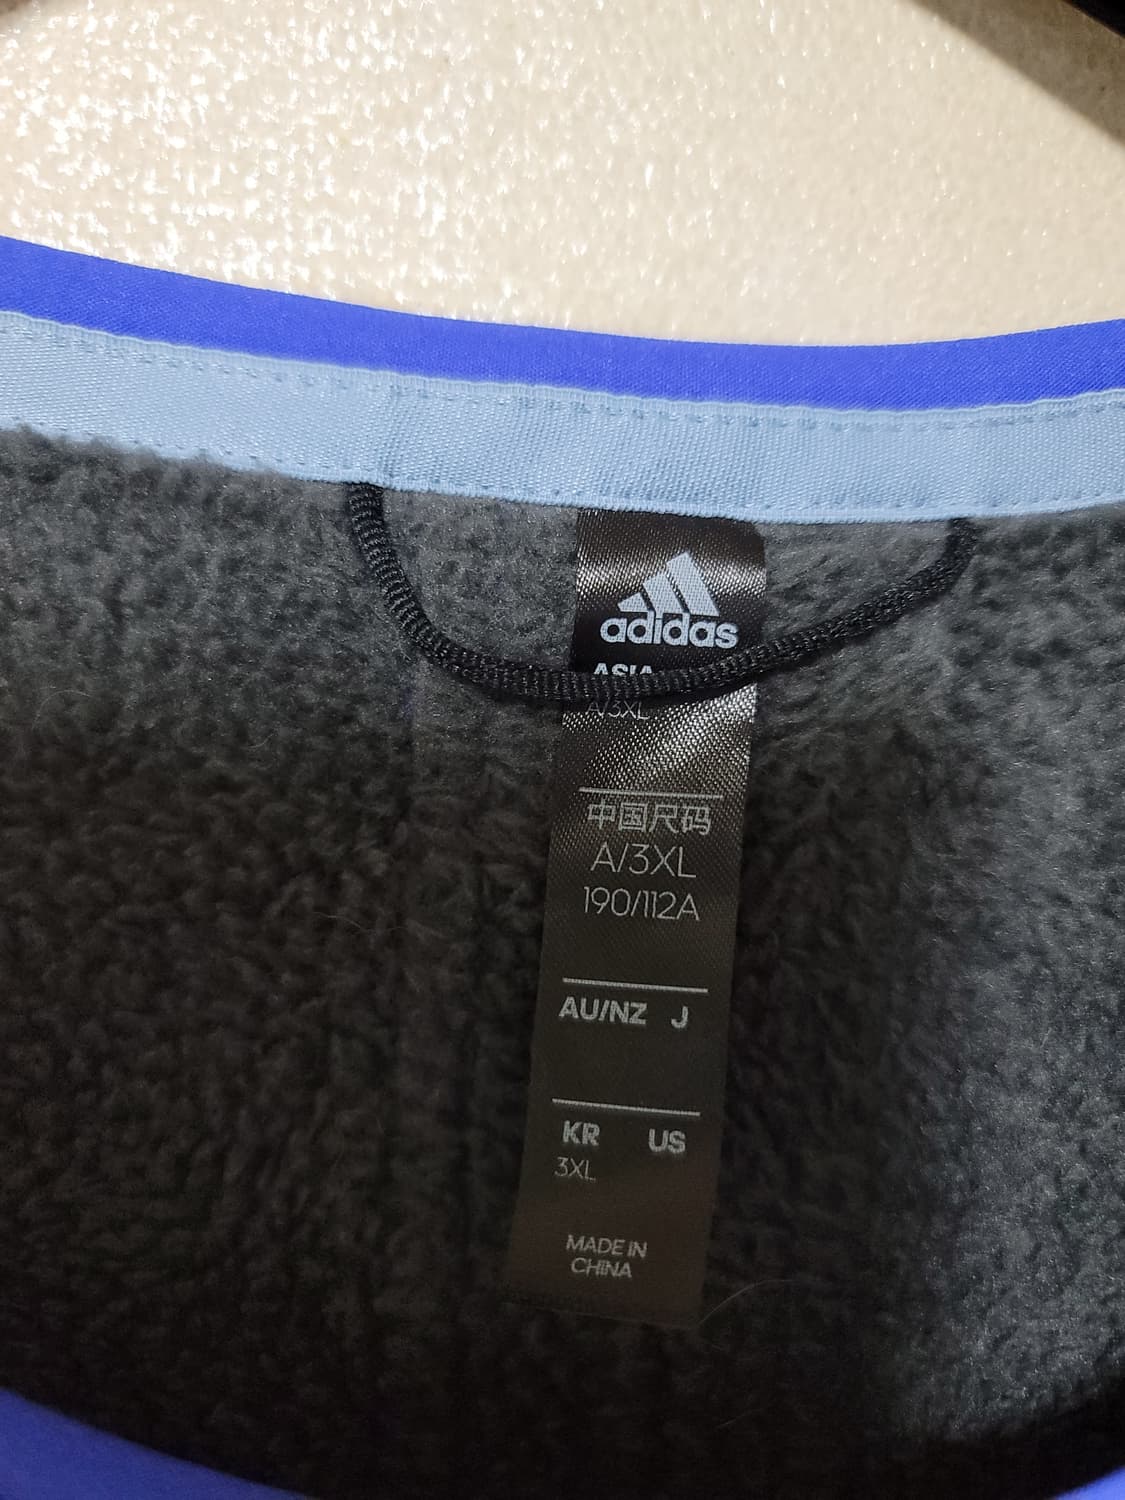 adidas
ASIA
A/3XL
中国尺码
A/3XL
190/112A
AU/NZ J
KR US
3XL
MADE IN
CHINA